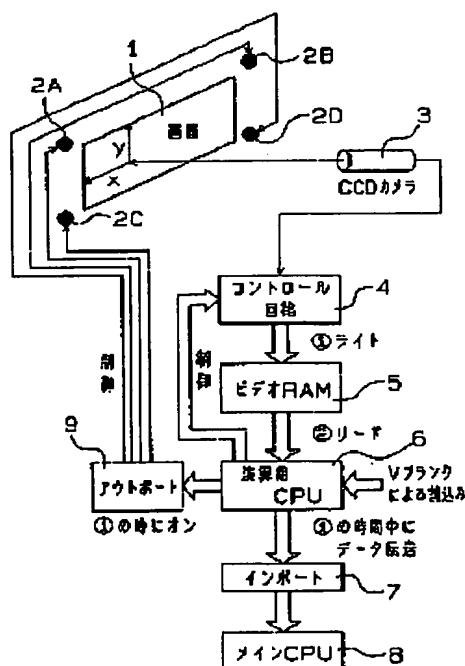 1
2A
2B
2C
2D
画面
y
x
3
CCDカメラ
コントロール
回路
4
制御
制御
①ライト
ビデオRAM
5
②リード
6
演算用
CPU
Vブランク
による割込み
9
アウトポート
①の時にオン
①の時間中に
データ伝送
インポート
7
メインCPU
8